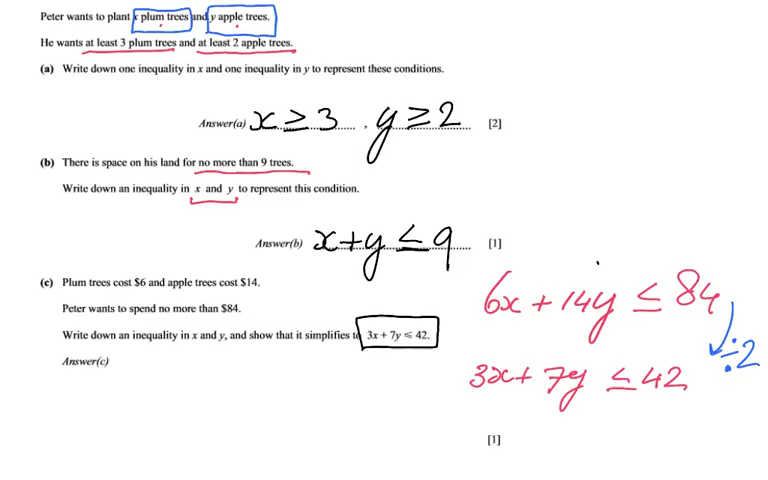 Peter wants to plant x plum trees and y apple trees.
He wants at least 3 plum trees and at least 2 apple trees.
(a) Write down one inequality in x and one inequality in y to represent these conditions.
Answer(a) x ≥ 3 , y ≥ 2 [2]
(b) There is space on his land for no more than 9 trees.
Write down an inequality in x and y to represent this condition.
Answer(b) x+y ≤ 9 [1]
(c) Plum trees cost $6 and apple trees cost $14.
Peter wants to spend no more than $84.
Write down an inequality in x and y, and show that it simplifies to 3x + 7y ≤ 42.
Answer(c)
6x + 14y ≤ 84
÷2
3x + 7y ≤ 42
[1]